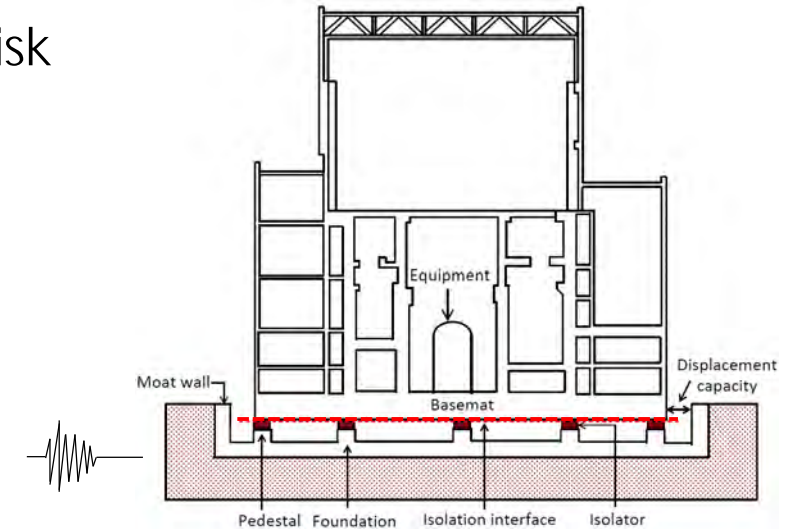 isk
Equipment
Displacement
capacity
Moat wall
Basemat
Pedestal
Foundation
Isolation interface
Isolator